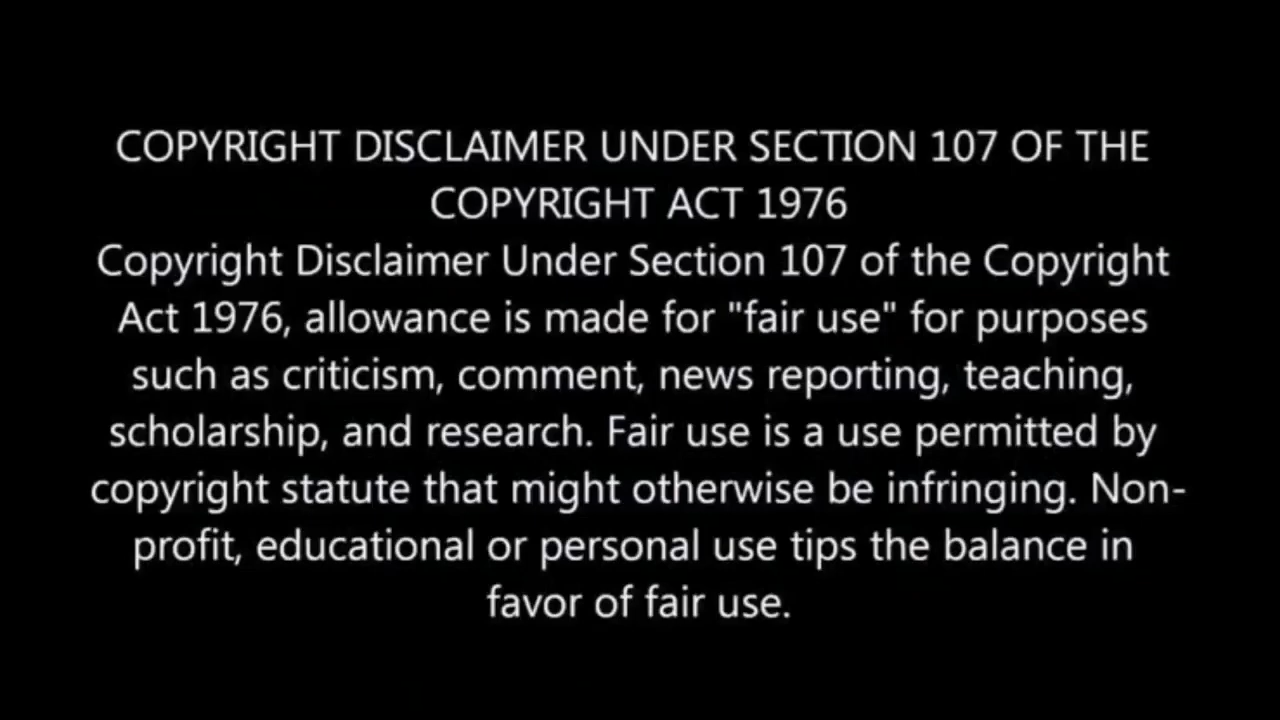 COPYRIGHT DISCLAIMER UNDER SECTION 107 OF THE
COPYRIGHT ACT 1976
Copyright Disclaimer Under Section 107 of the Copyright
Act 1976, allowance is made for "fair use" for purposes
such as criticism, comment, news reporting, teaching,
scholarship, and research. Fair use is a use permitted by
copyright statute that might otherwise be infringing. Non-
profit, educational or personal use tips the balance in
favor of fair use.